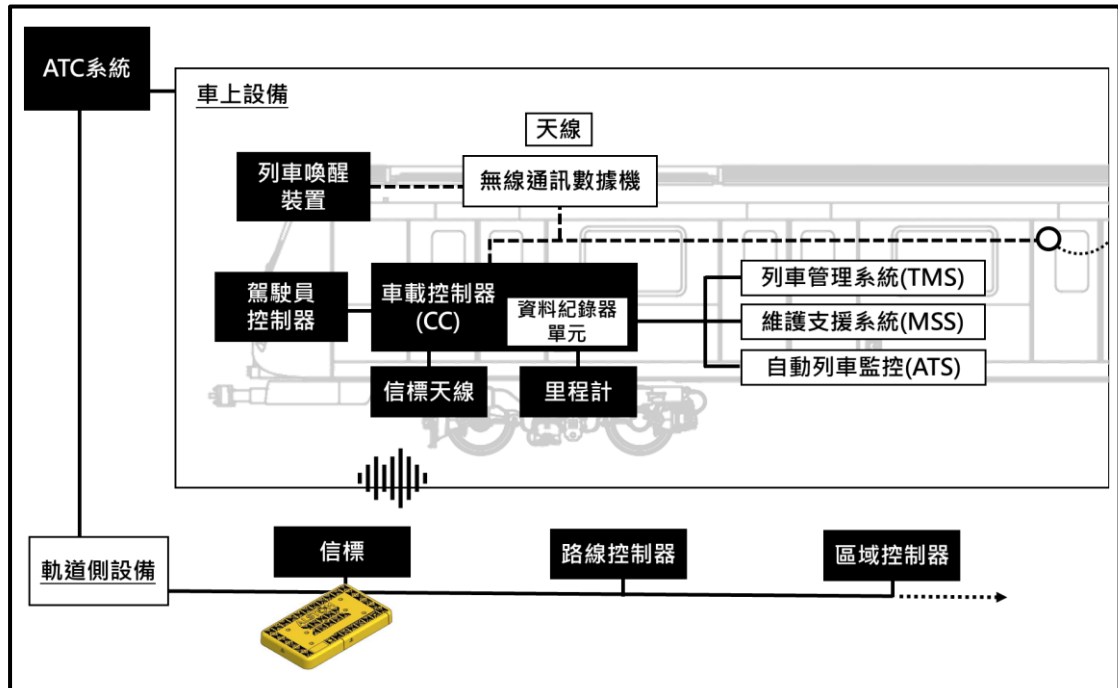 ATC系統
車上設備
天線
列車喚醒
裝置
無線通訊數據機
駕駛員
控制器
車載控制器
(CC)
資料紀錄器
單元
列車管理系統(TMS)
維護支援系統(MSS)
自動列車監控(ATS)
信標天線
里程計
軌道側設備
信標
路線控制器
區域控制器